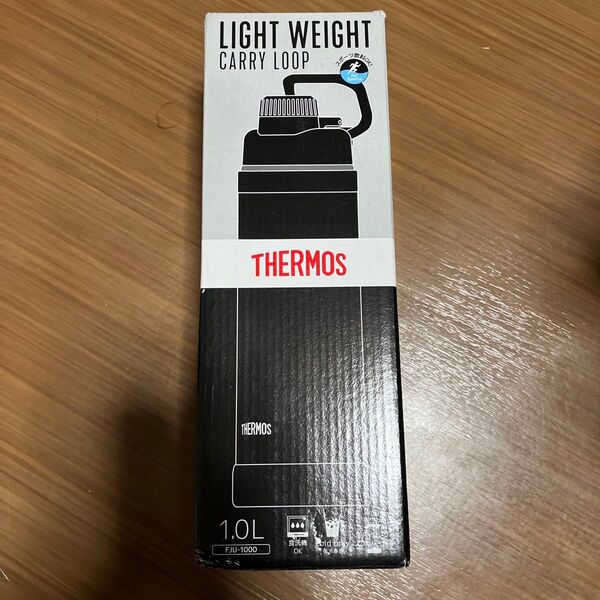 LIGHT WEIGHT
CARRY LOOP
スポーツ飲料OK!
THERMOS
THERMOS
1.0L
FJU-1000
食洗機
OK